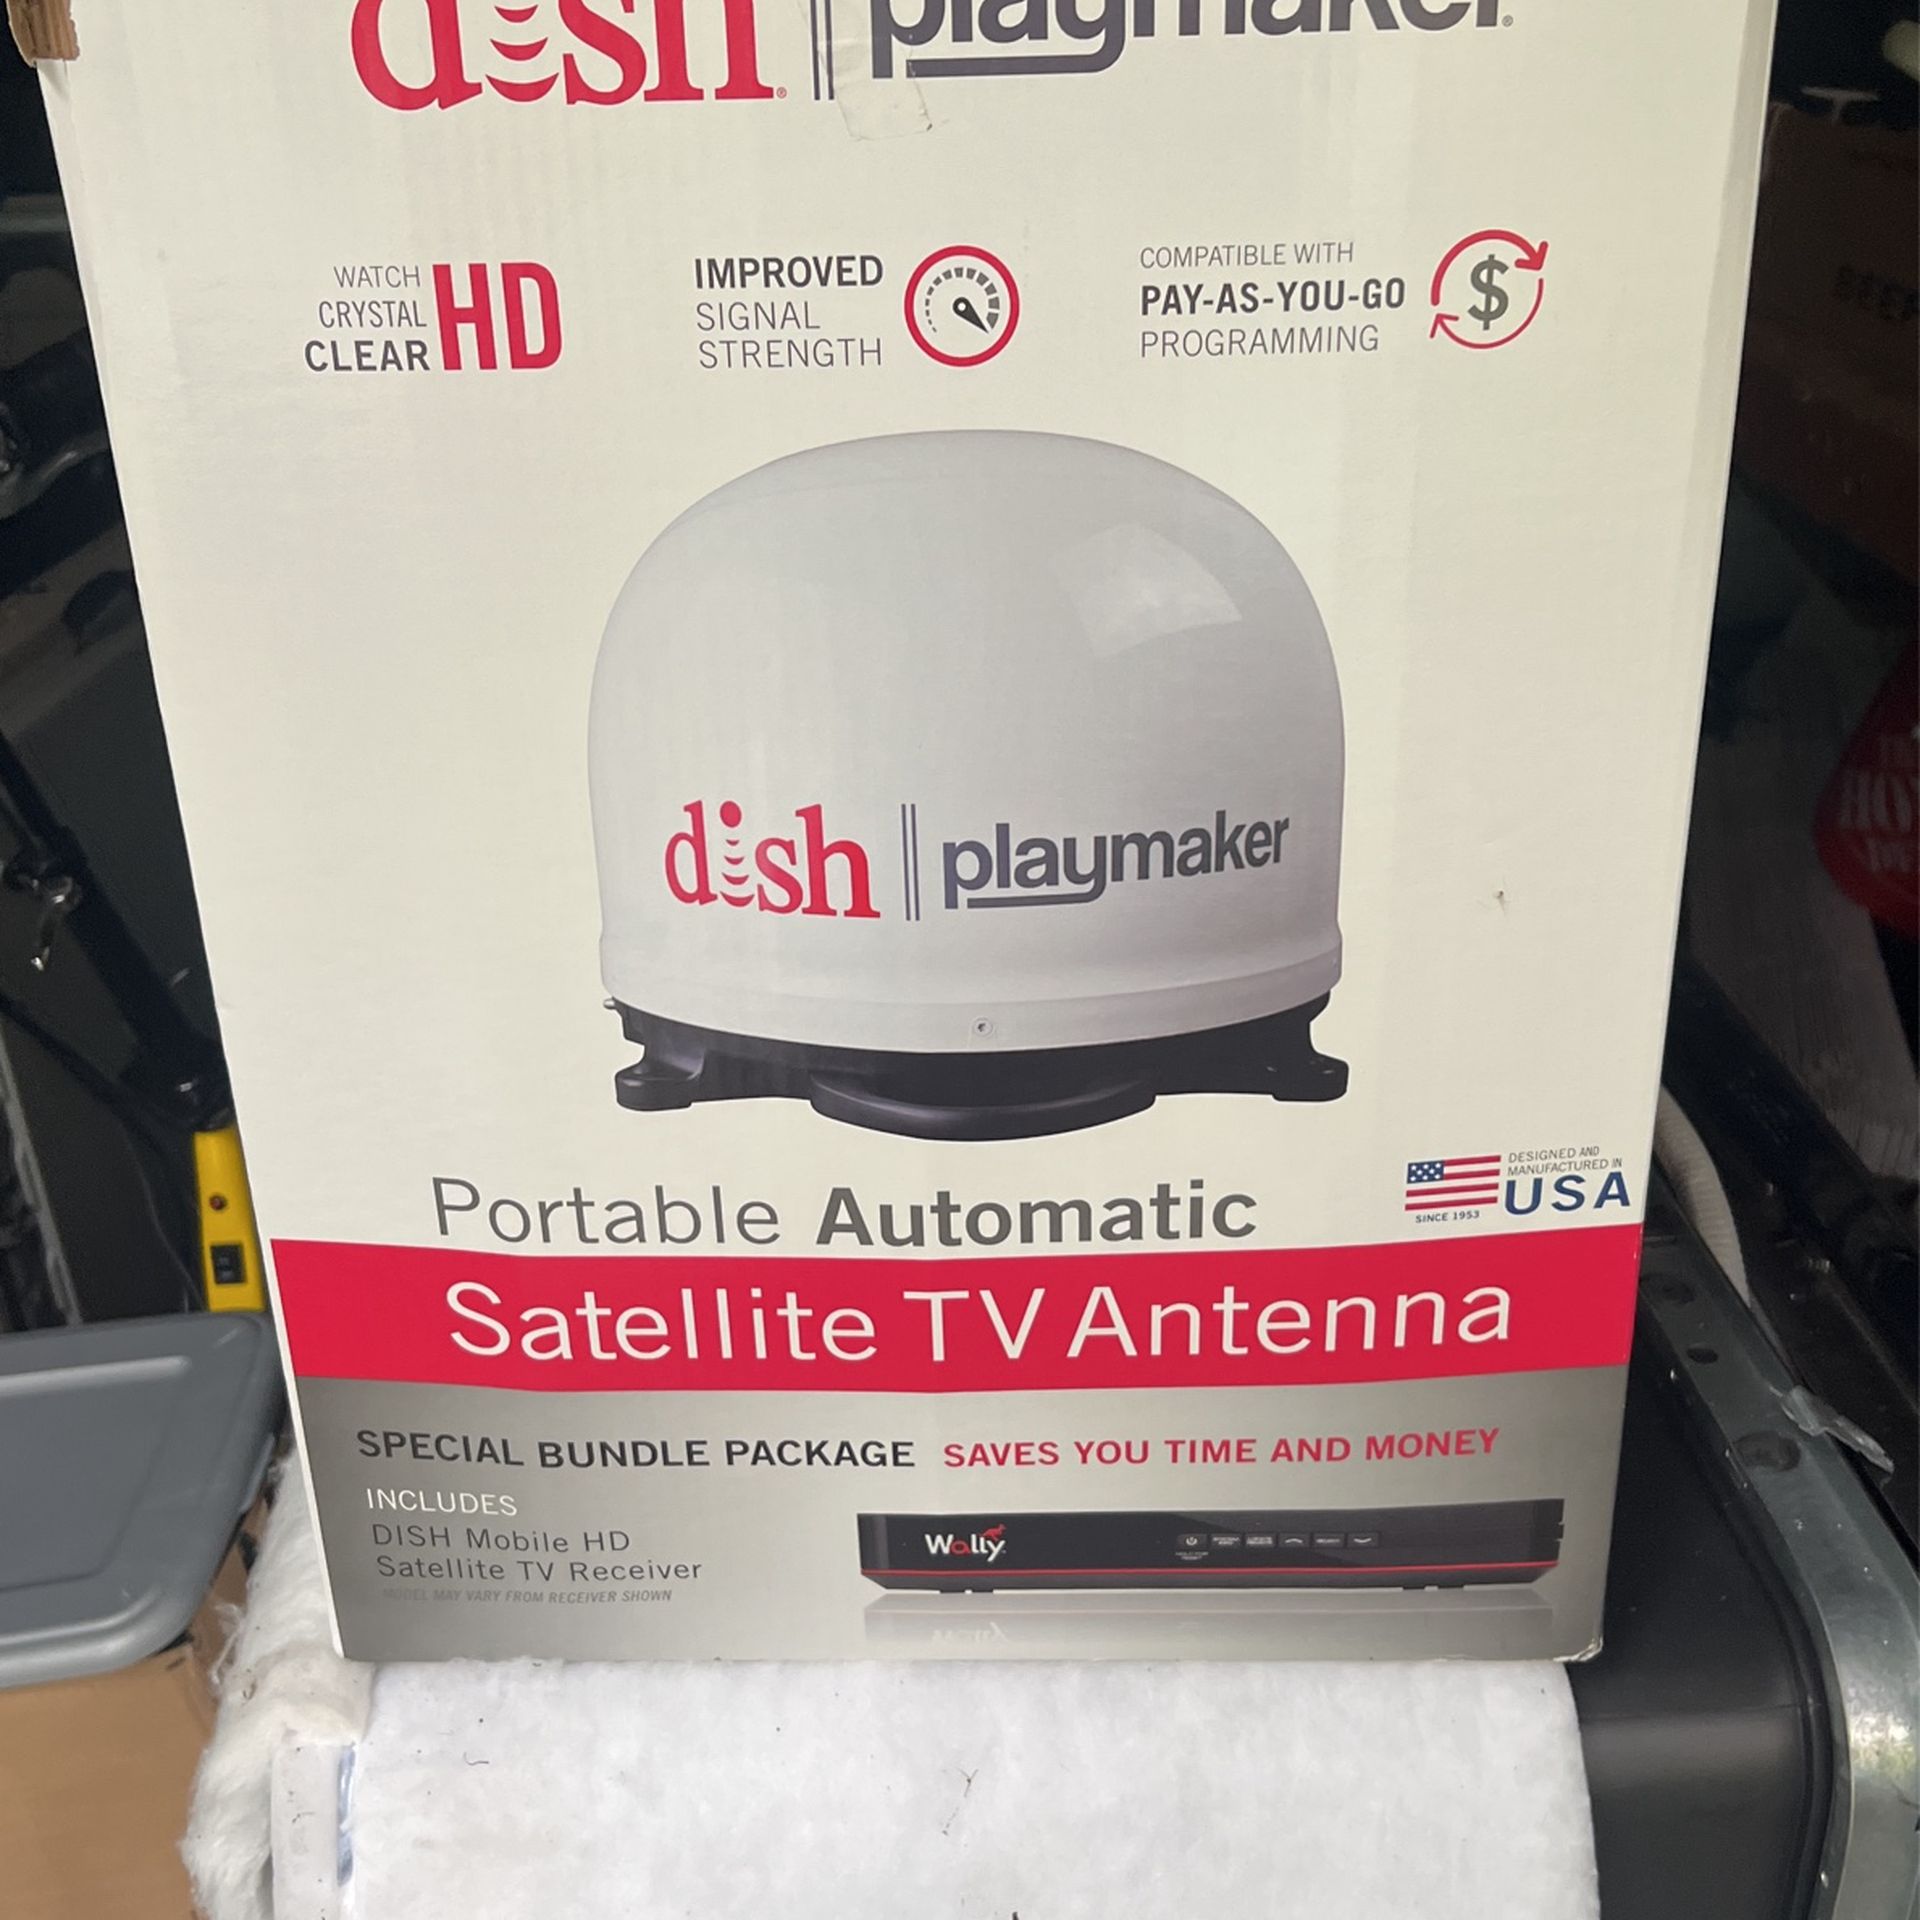 dish® playmaker®
WATCH
CRYSTAL
CLEAR HD
IMPROVED
SIGNAL
STRENGTH
COMPATIBLE WITH
PAY-AS-YOU-GO
PROGRAMMING
$
dish playmaker
DESIGNED AND
MANUFACTURED IN
USA
SINCE 1953
Portable Automatic
Satellite TV Antenna
SPECIAL BUNDLE PACKAGE SAVES YOU TIME AND MONEY
INCLUDES
DISH Mobile HD
Satellite TV Receiver
MODEL MAY VARY FROM RECEIVER SHOWN
Wally